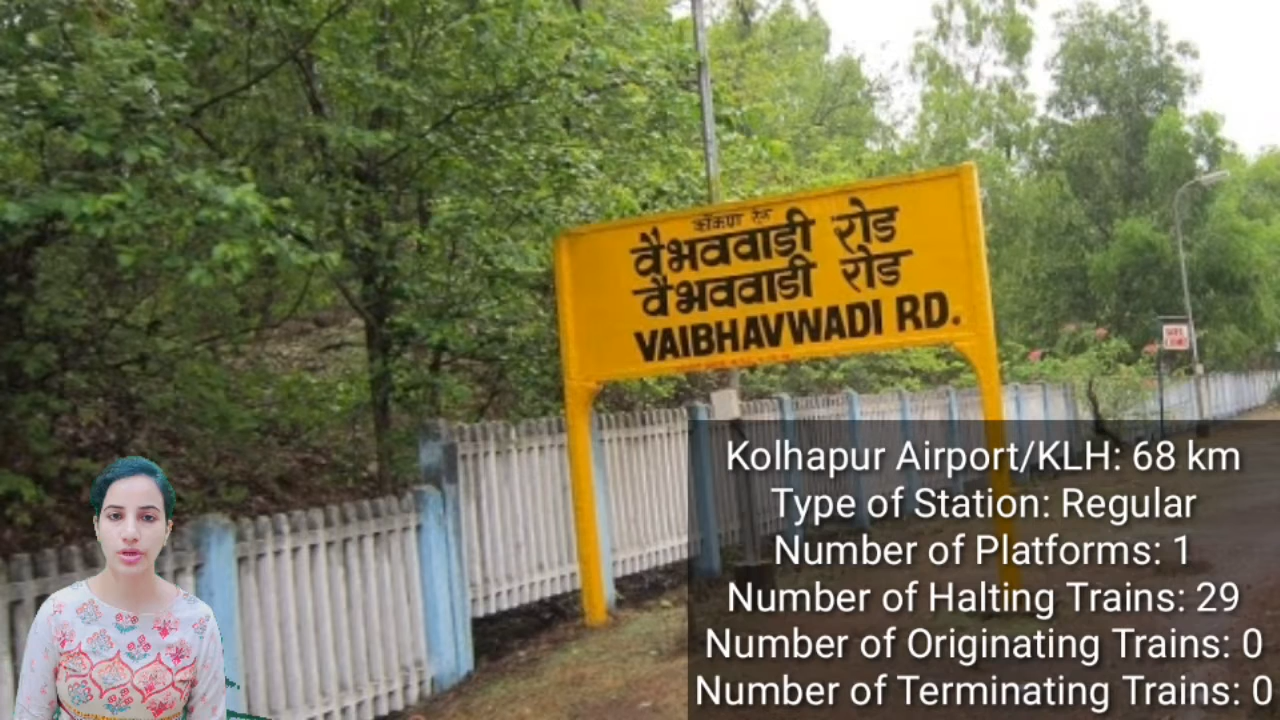 कोंकण रेल
वैभववाडी रोड
वैभववाडी रोड
VAIBHAVWADI RD.
Kolhapur Airport/KLH: 68 km
Type of Station: Regular
Number of Platforms: 1
Number of Halting Trains: 29
Number of Originating Trains: 0
Number of Terminating Trains: 0